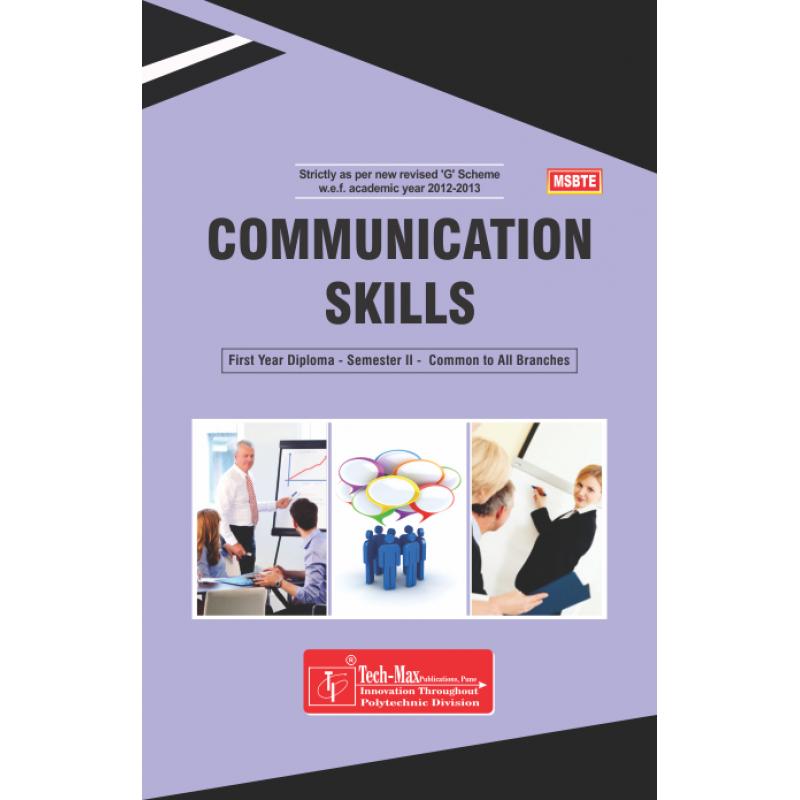 Strictly as per new revised 'G' Scheme
w.e.f. academic year 2012-2013
MSBTE
COMMUNICATION
SKILLS
First Year Diploma - Semester II - Common to All Branches
®
Tech-Max Publications, Pune
Innovation Throughout
Polytechnic Division